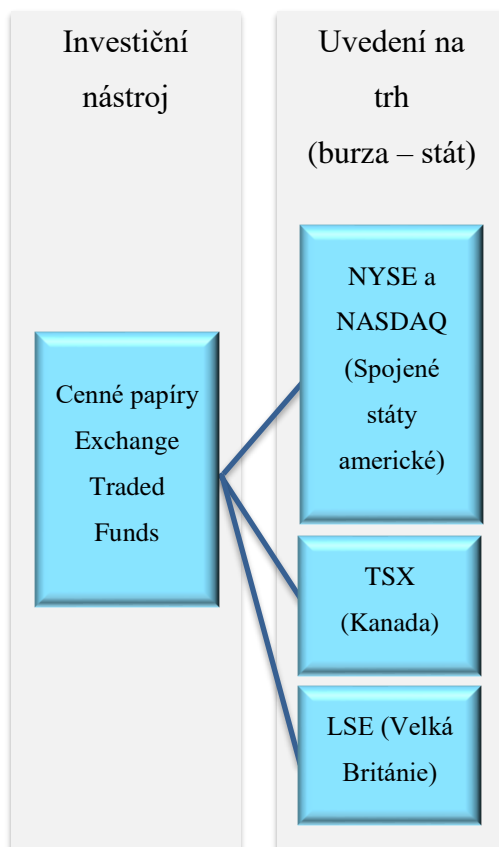 Investiční
nástroj
Uvedení na
trh
(burza – stát)
Cenné papíry
Exchange
Traded
Funds
NYSE a
NASDAQ
(Spojené
státy
americké)
TSX
(Kanada)
LSE (Velká
Británie)